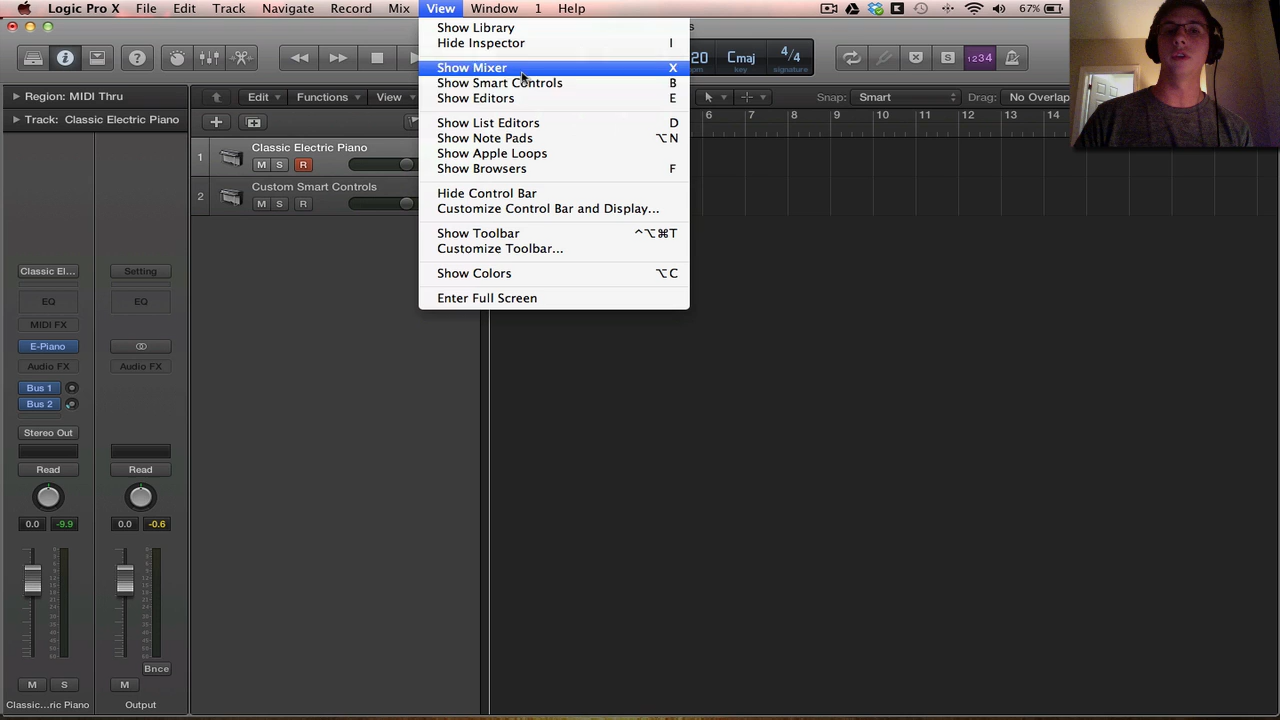 Logic Pro X File Edit Track Navigate Record Mix View Window 1 Help 67%
20 Cmaj 4/4 1234
key signature
Show Library
Hide Inspector I
Show Mixer X
Show Smart Controls B
Show Editors E
Show List Editors D
Show Note Pads ⌥N
Show Apple Loops
Show Browsers F
Hide Control Bar
Customize Control Bar and Display...
Show Toolbar ^⌥⌘T
Customize Toolbar...
Show Colors ⌥C
Enter Full Screen
Region: MIDI Thru
Edit Functions View
Snap: Smart Drag: No Overlap
Track: Classic Electric Piano
6 7 8 9 10 11 12 13 14
1 Classic Electric Piano
M S R
2 Custom Smart Controls
M S R
Classic El... Setting
EQ EQ
MIDI FX
E-Piano
Audio FX Audio FX
Bus 1
Bus 2
Stereo Out
Read Read
0.0 -9.9 0.0 -0.6
Bnce
M S M
Classic...ric Piano Output